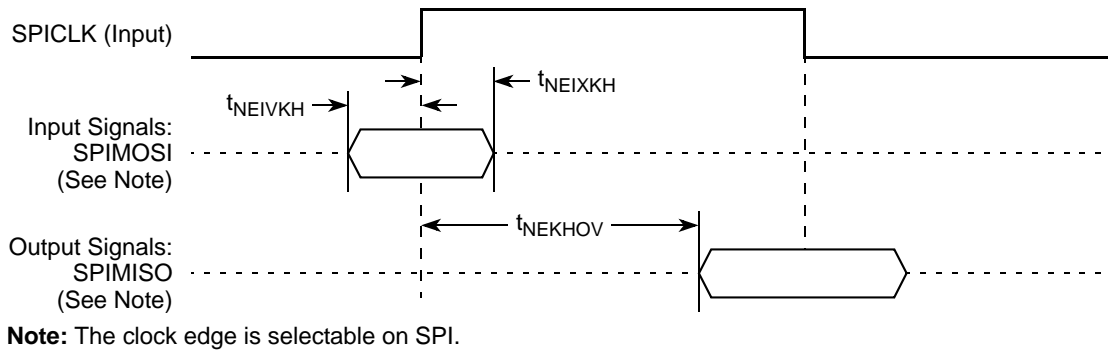 SPICLK (Input)
tNEIXKH
tNEIVKH
Input Signals:
SPIMOSI
(See Note)
tNEKHOV
Output Signals:
SPIMISO
(See Note)
Note: The clock edge is selectable on SPI.